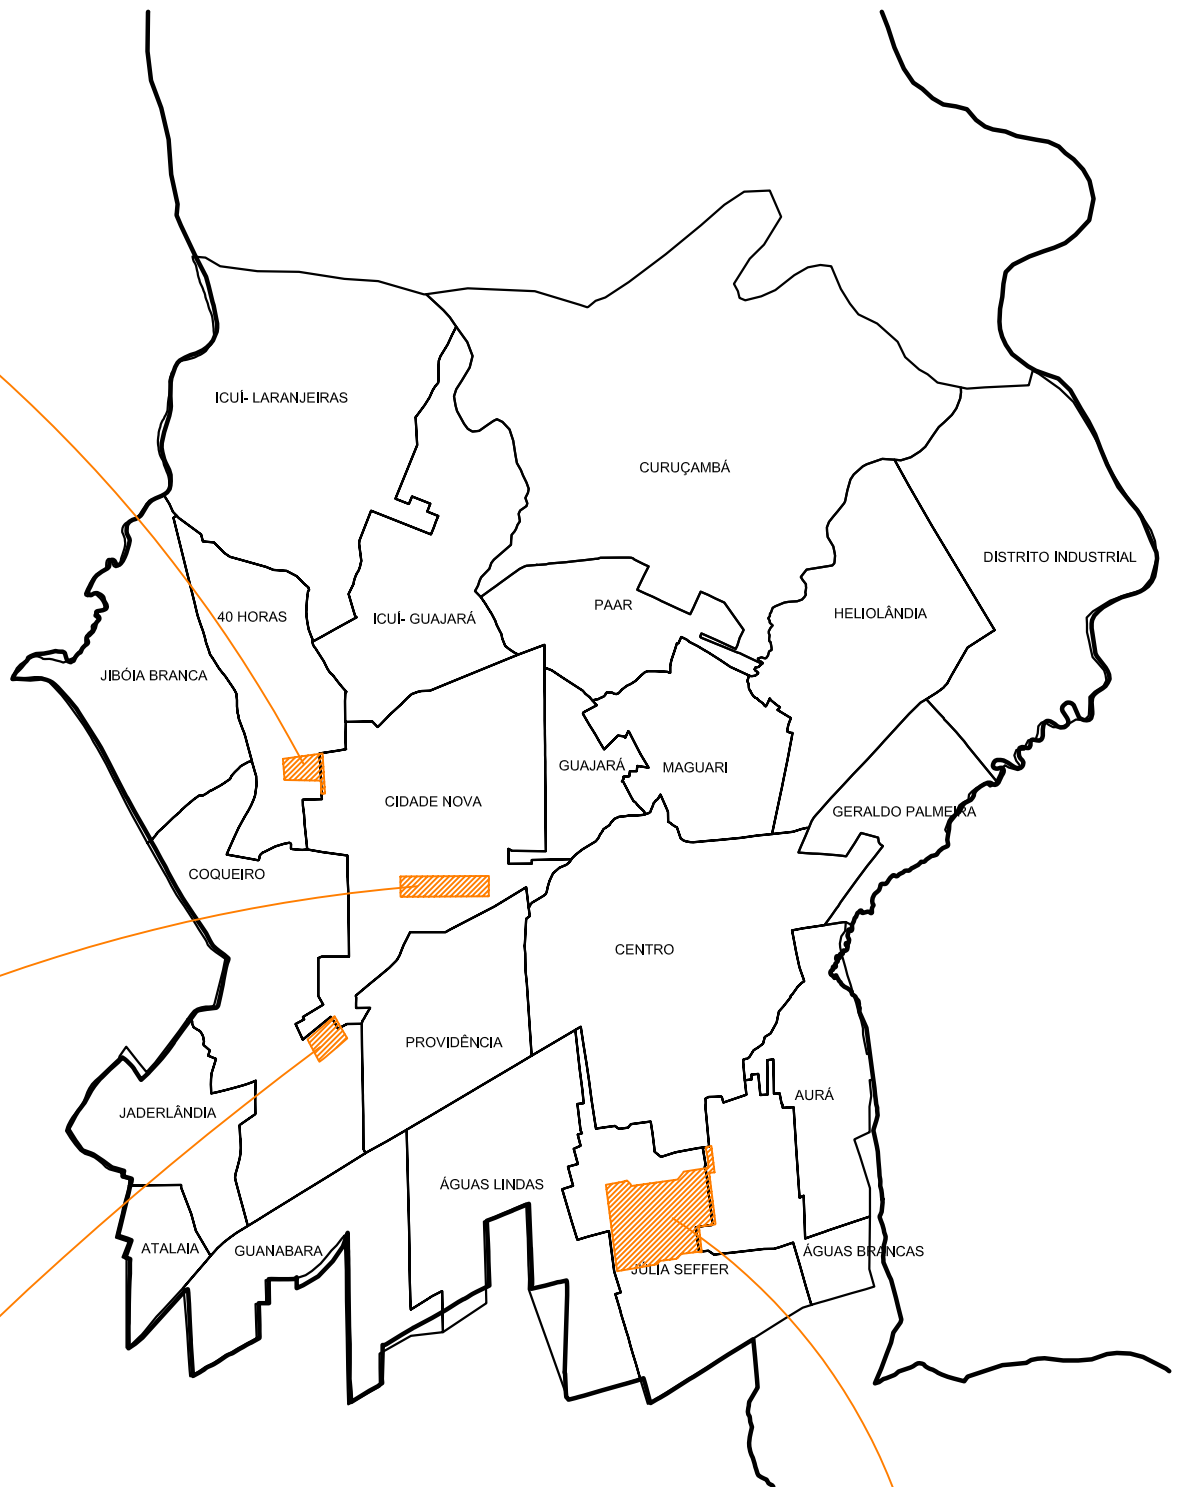 ICUÍ- LARANJEIRAS
CURUÇAMBÁ
DISTRITO INDUSTRIAL
PAAR
HELIOLÂNDIA
40 HORAS
ICUÍ- GUAJARÁ
JIBÓIA BRANCA
GUAJARÁ
MAGUARI
CIDADE NOVA
GERALDO PALMEIRA
COQUEIRO
CENTRO
PROVIDÊNCIA
AURÁ
JADERLÂNDIA
ÁGUAS LINDAS
ATALAIA
GUANABARA
ÁGUAS BRANCAS
JÚLIA SEFFER